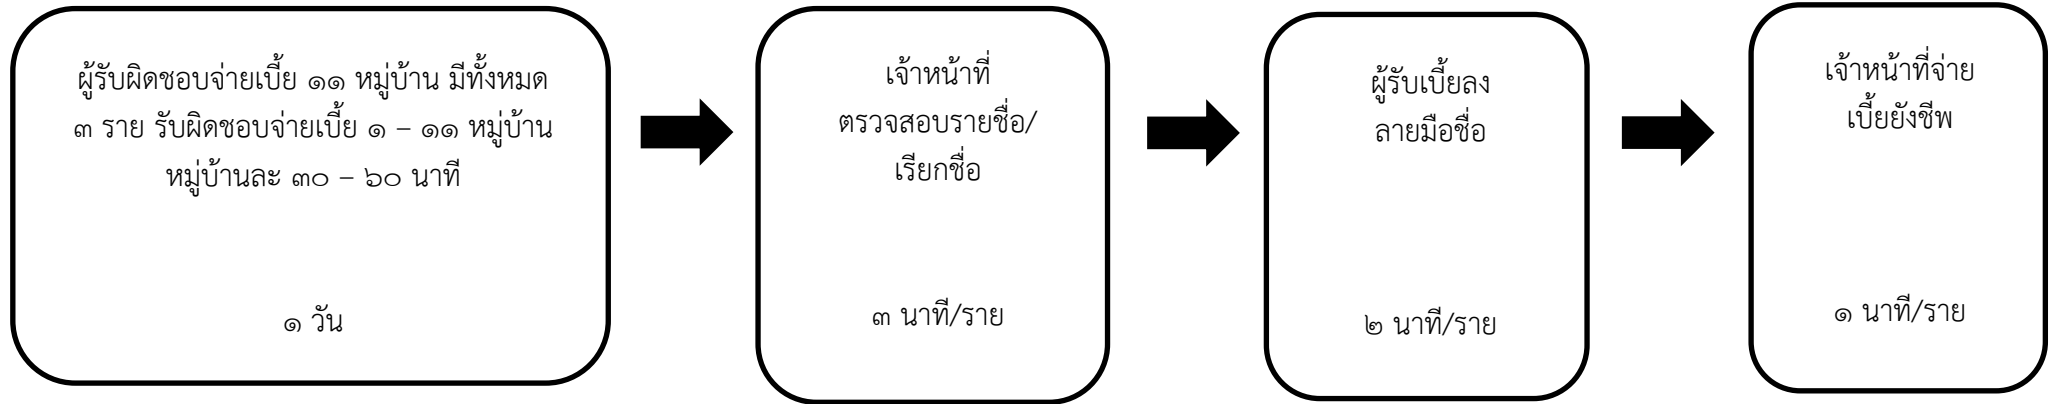 ผู้รับผิดชอบจ่ายเบี้ย ๑๑ หมู่บ้าน มีทั้งหมด
๓ ราย รับผิดชอบจ่ายเบี้ย ๑ – ๑๑ หมู่บ้าน
หมู่บ้านละ ๓๐ – ๖๐ นาที
๑ วัน
เจ้าหน้าที่
ตรวจสอบรายชื่อ/
เรียกชื่อ
๓ นาที/ราย
ผู้รับเบี้ยลง
ลายมือชื่อ
๒ นาที/ราย
เจ้าหน้าที่จ่าย
เบี้ยยังชีพ
๑ นาที/ราย